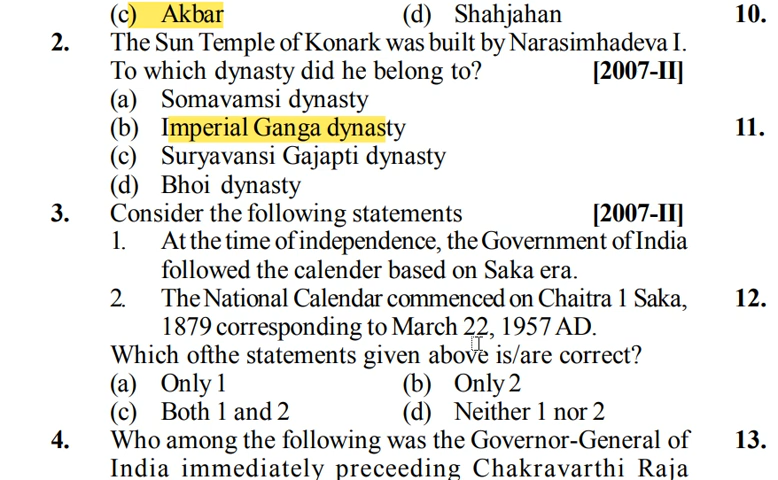 (c) Akbar (d) Shahjahan 10.
2. The Sun Temple of Konark was built by Narasimhadeva I.
To which dynasty did he belong to? [2007-II]
(a) Somavamsi dynasty
(b) Imperial Ganga dynasty 11.
(c) Suryavansi Gajapti dynasty
(d) Bhoi dynasty
3. Consider the following statements [2007-II]
1. At the time of independence, the Government of India
followed the calender based on Saka era.
2. The National Calendar commenced on Chaitra 1 Saka, 12.
1879 corresponding to March 22, 1957 AD.
Which ofthe statements given above is/are correct?
(a) Only 1 (b) Only 2
(c) Both 1 and 2 (d) Neither 1 nor 2
4. Who among the following was the Governor-General of 13.
India immediately preceeding Chakravarthi Raja